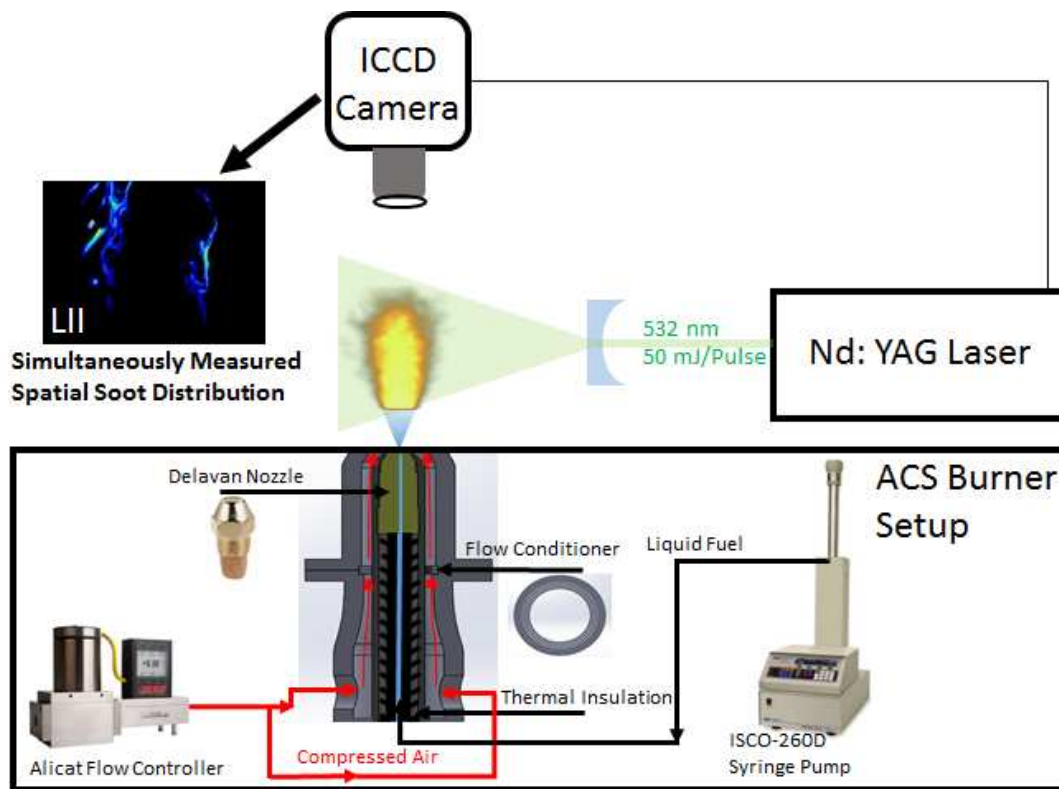 ICCD
Camera
LII
Simultaneously Measured
Spatial Soot Distribution
532 nm
50 mJ/Pulse
Nd: YAG Laser
ACS Burner
Setup
Delavan Nozzle
Flow Conditioner
Liquid Fuel
Thermal Insulation
Compressed Air
Alicat Flow Controller
ISCO-260D
Syringe Pump